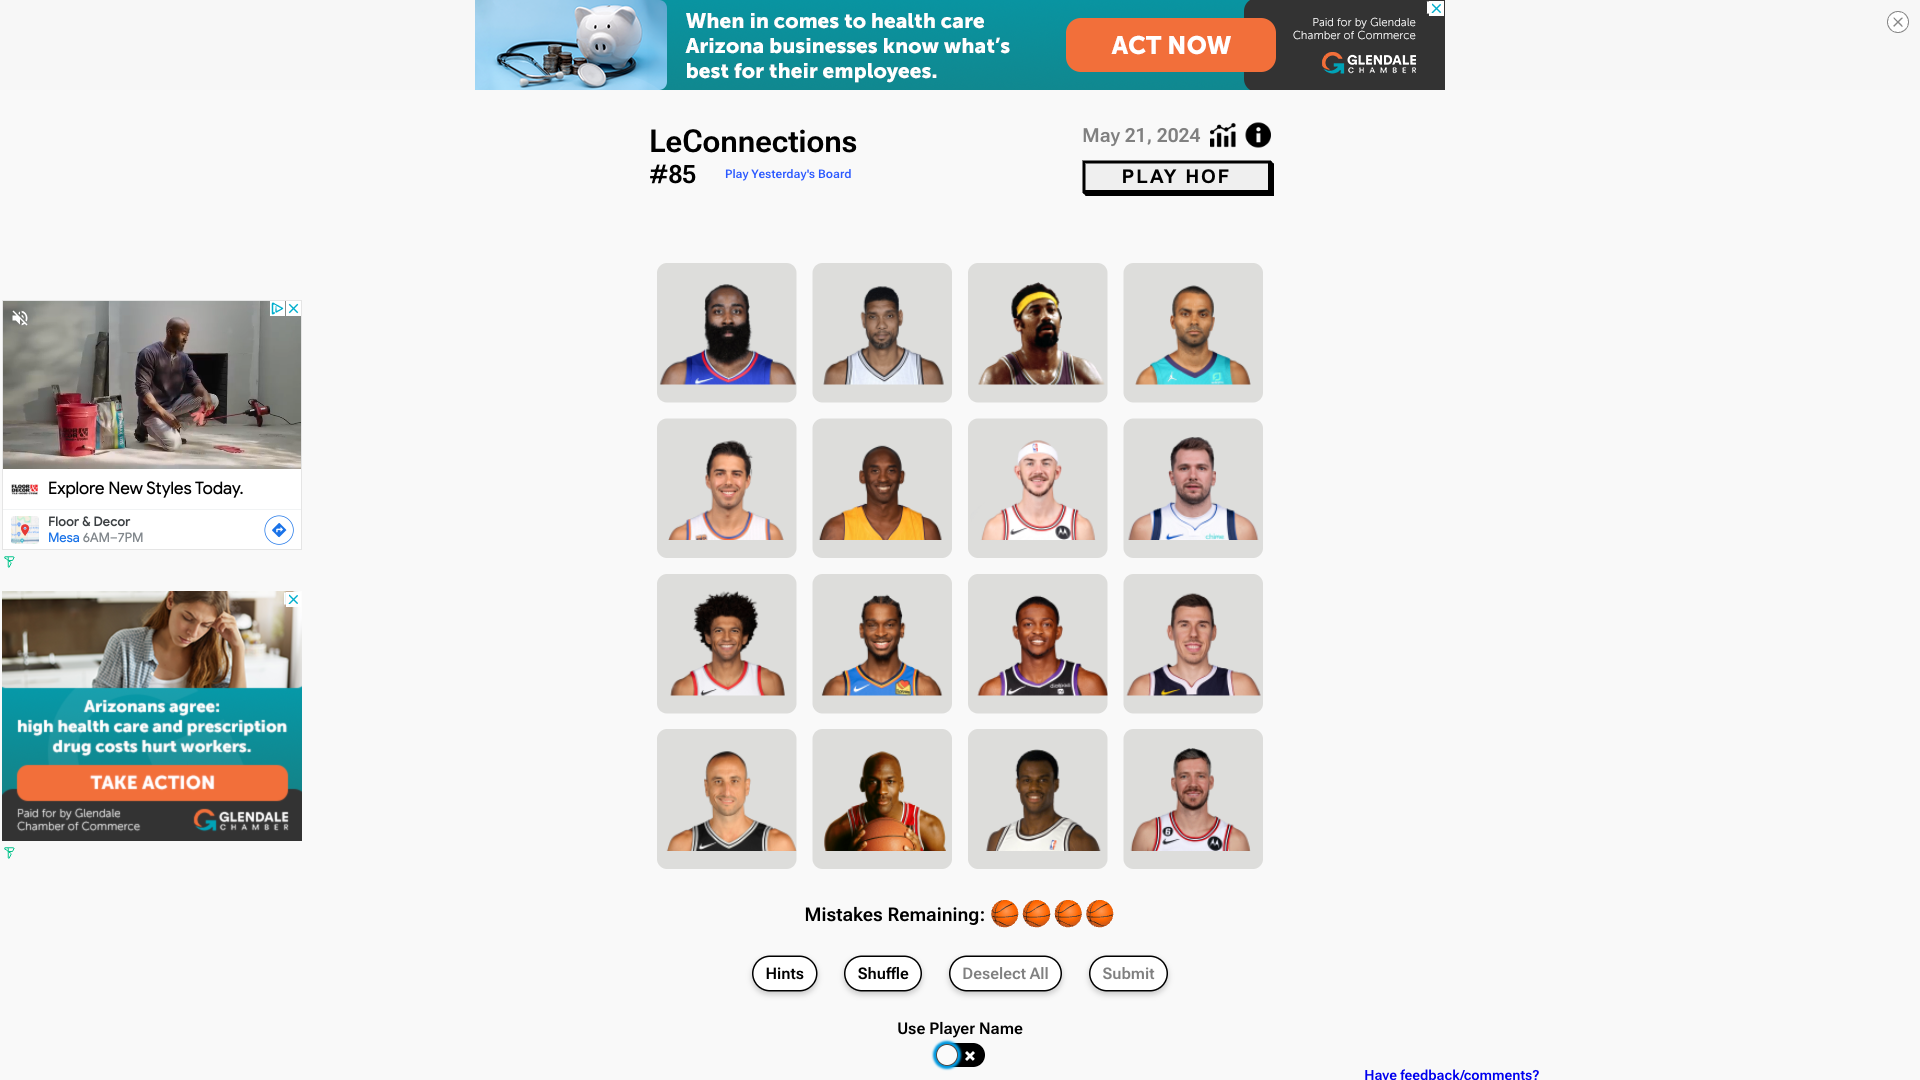 When in comes to health care
Arizona businesses know what's
best for their employees.
ACT NOW
Paid for by Glendale
Chamber of Commerce
GLENDALE
CHAMBER
LeConnections
#85
Play Yesterday's Board
May 21, 2024
PLAY HOF
Explore New Styles Today.
Floor & Decor
Mesa 6AM–7PM
Arizonans agree:
high health care and prescription
drug costs hurt workers.
TAKE ACTION
Paid for by Glendale
Chamber of Commerce
GLENDALE
CHAMBER
Mistakes Remaining:
Hints
Shuffle
Deselect All
Submit
Use Player Name
Have feedback/comments?